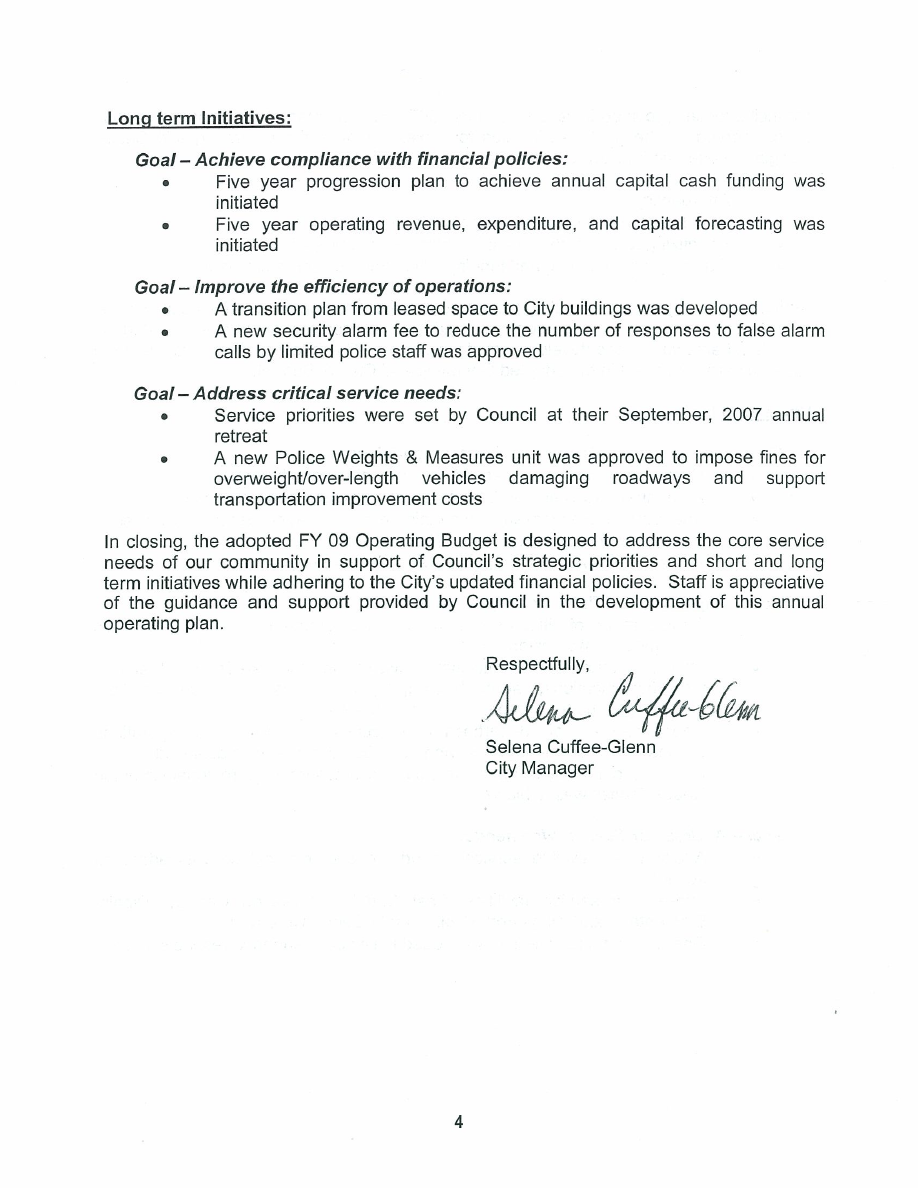 Long term Initiatives:
Goal – Achieve compliance with financial policies:
• Five year progression plan to achieve annual capital cash funding was
initiated
• Five year operating revenue, expenditure, and capital forecasting was
initiated
Goal – Improve the efficiency of operations:
• A transition plan from leased space to City buildings was developed
• A new security alarm fee to reduce the number of responses to false alarm
calls by limited police staff was approved
Goal – Address critical service needs:
• Service priorities were set by Council at their September, 2007 annual
retreat
• A new Police Weights & Measures unit was approved to impose fines for
overweight/over-length vehicles damaging roadways and support
transportation improvement costs
In closing, the adopted FY 09 Operating Budget is designed to address the core service
needs of our community in support of Council's strategic priorities and short and long
term initiatives while adhering to the City's updated financial policies. Staff is appreciative
of the guidance and support provided by Council in the development of this annual
operating plan.
Respectfully,
Selena Cuffee-Glenn
Selena Cuffee-Glenn
City Manager
4